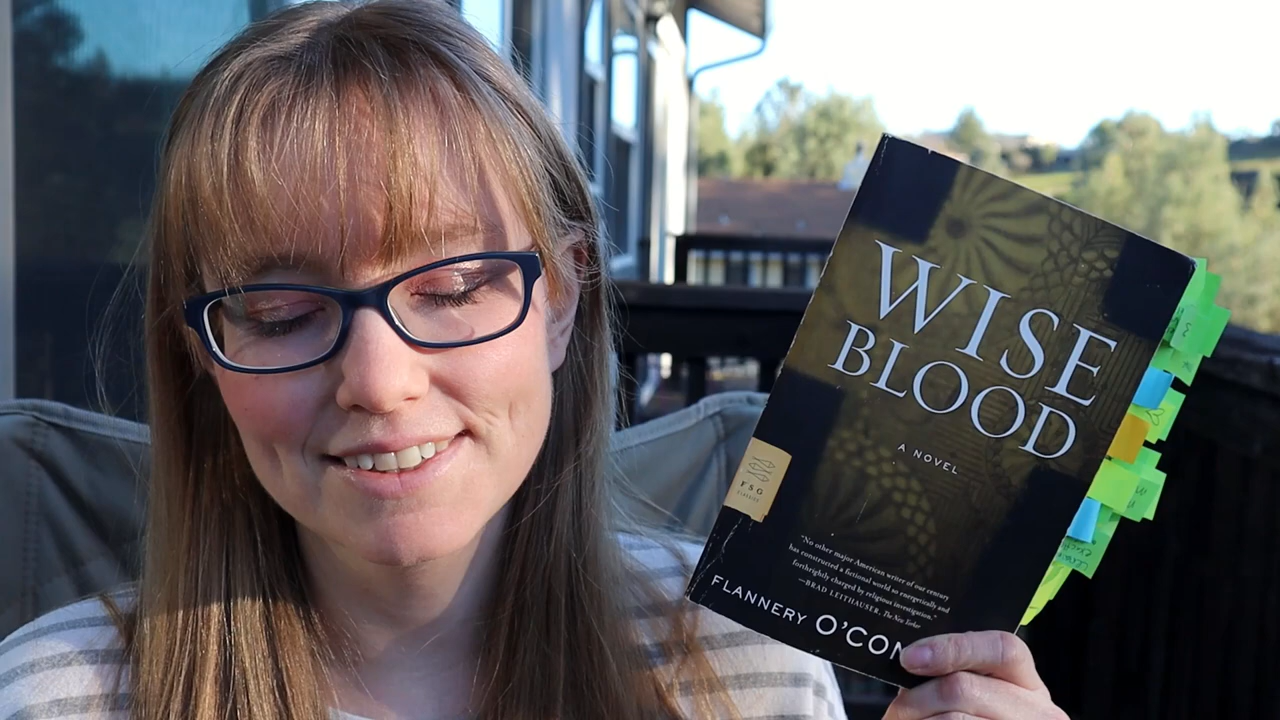 WISE
BLOOD
A NOVEL
FSG
CLASSICS
"No other major American writer of our century
has constructed a fictional world so energetically and
forthrightly charged by religious investigation."
—BRAD LEITHAUSER, The New Yorker
FLANNERY O'CON